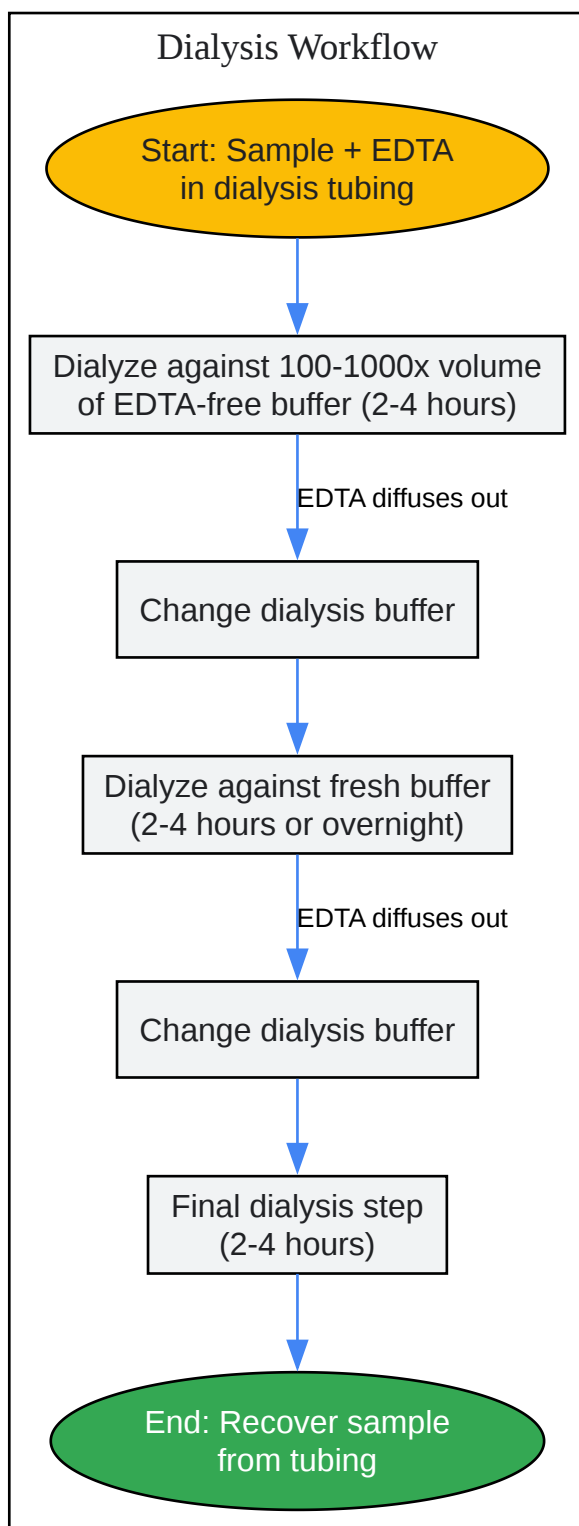 Dialysis Workflow
Start: Sample + EDTA
in dialysis tubing
Dialyze against 100-1000x volume
of EDTA-free buffer (2-4 hours)
EDTA diffuses out
Change dialysis buffer
Dialyze against fresh buffer
(2-4 hours or overnight)
EDTA diffuses out
Change dialysis buffer
Final dialysis step
(2-4 hours)
End: Recover sample
from tubing